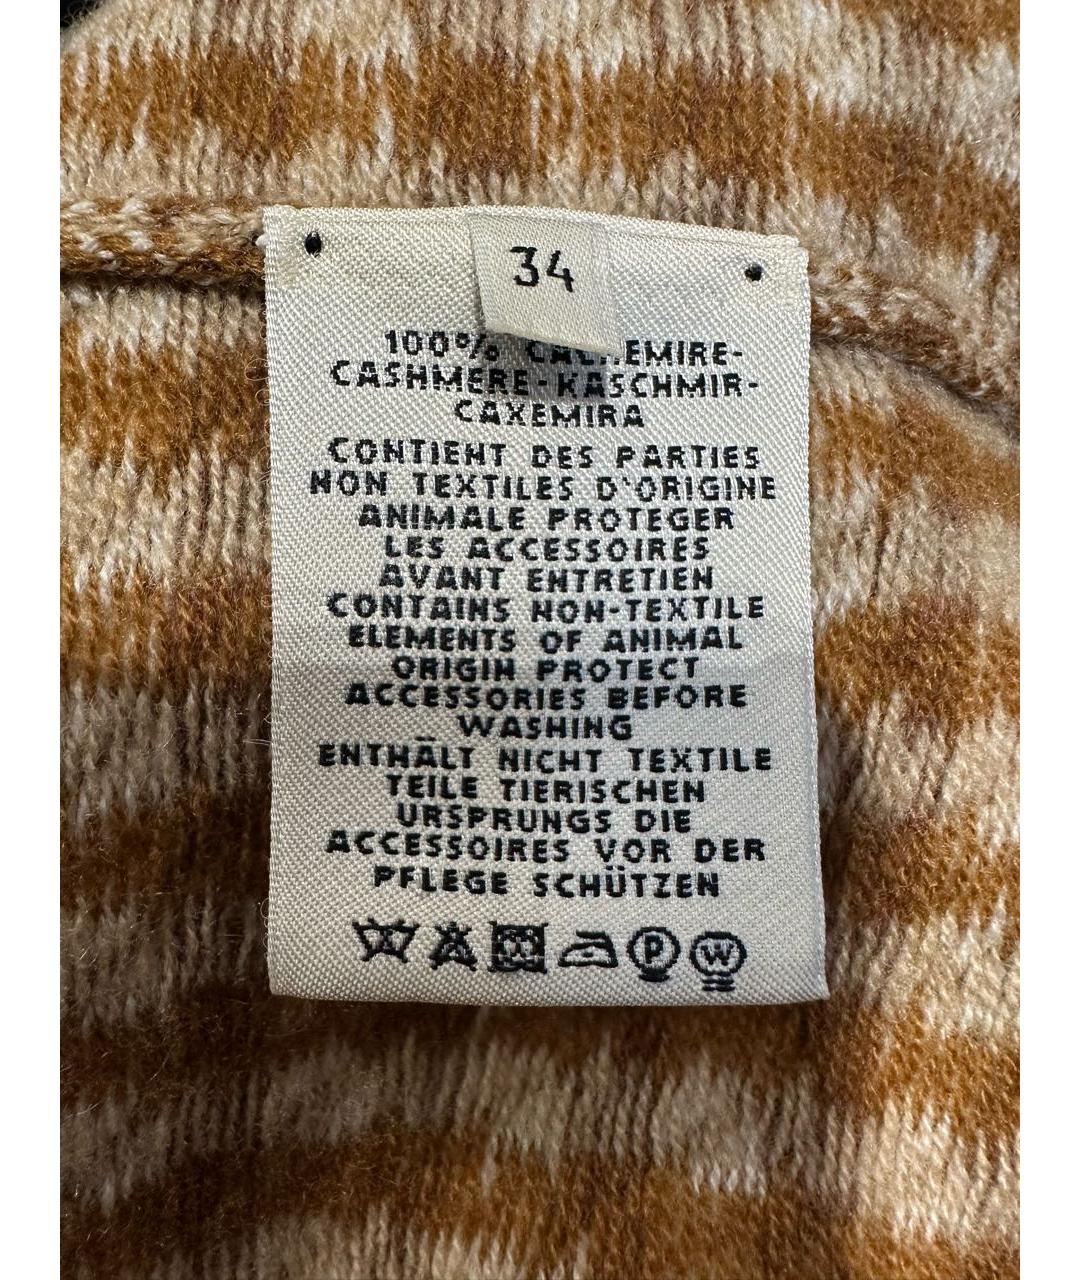 34
100% CACHEMIRE-
CASHMERE-KASCHMIR-
CAXEMIRA
CONTIENT DES PARTIES
NON TEXTILES D'ORIGINE
ANIMALE PROTEGER
LES ACCESSOIRES
AVANT ENTRETIEN
CONTAINS NON-TEXTILE
ELEMENTS OF ANIMAL
ORIGIN PROTECT
ACCESSORIES BEFORE
WASHING
ENTHÄLT NICHT TEXTILE
TEILE TIERISCHEN
URSPRUNGS DIE
ACCESSOIRES VOR DER
PFLEGE SCHÜTZEN
P W